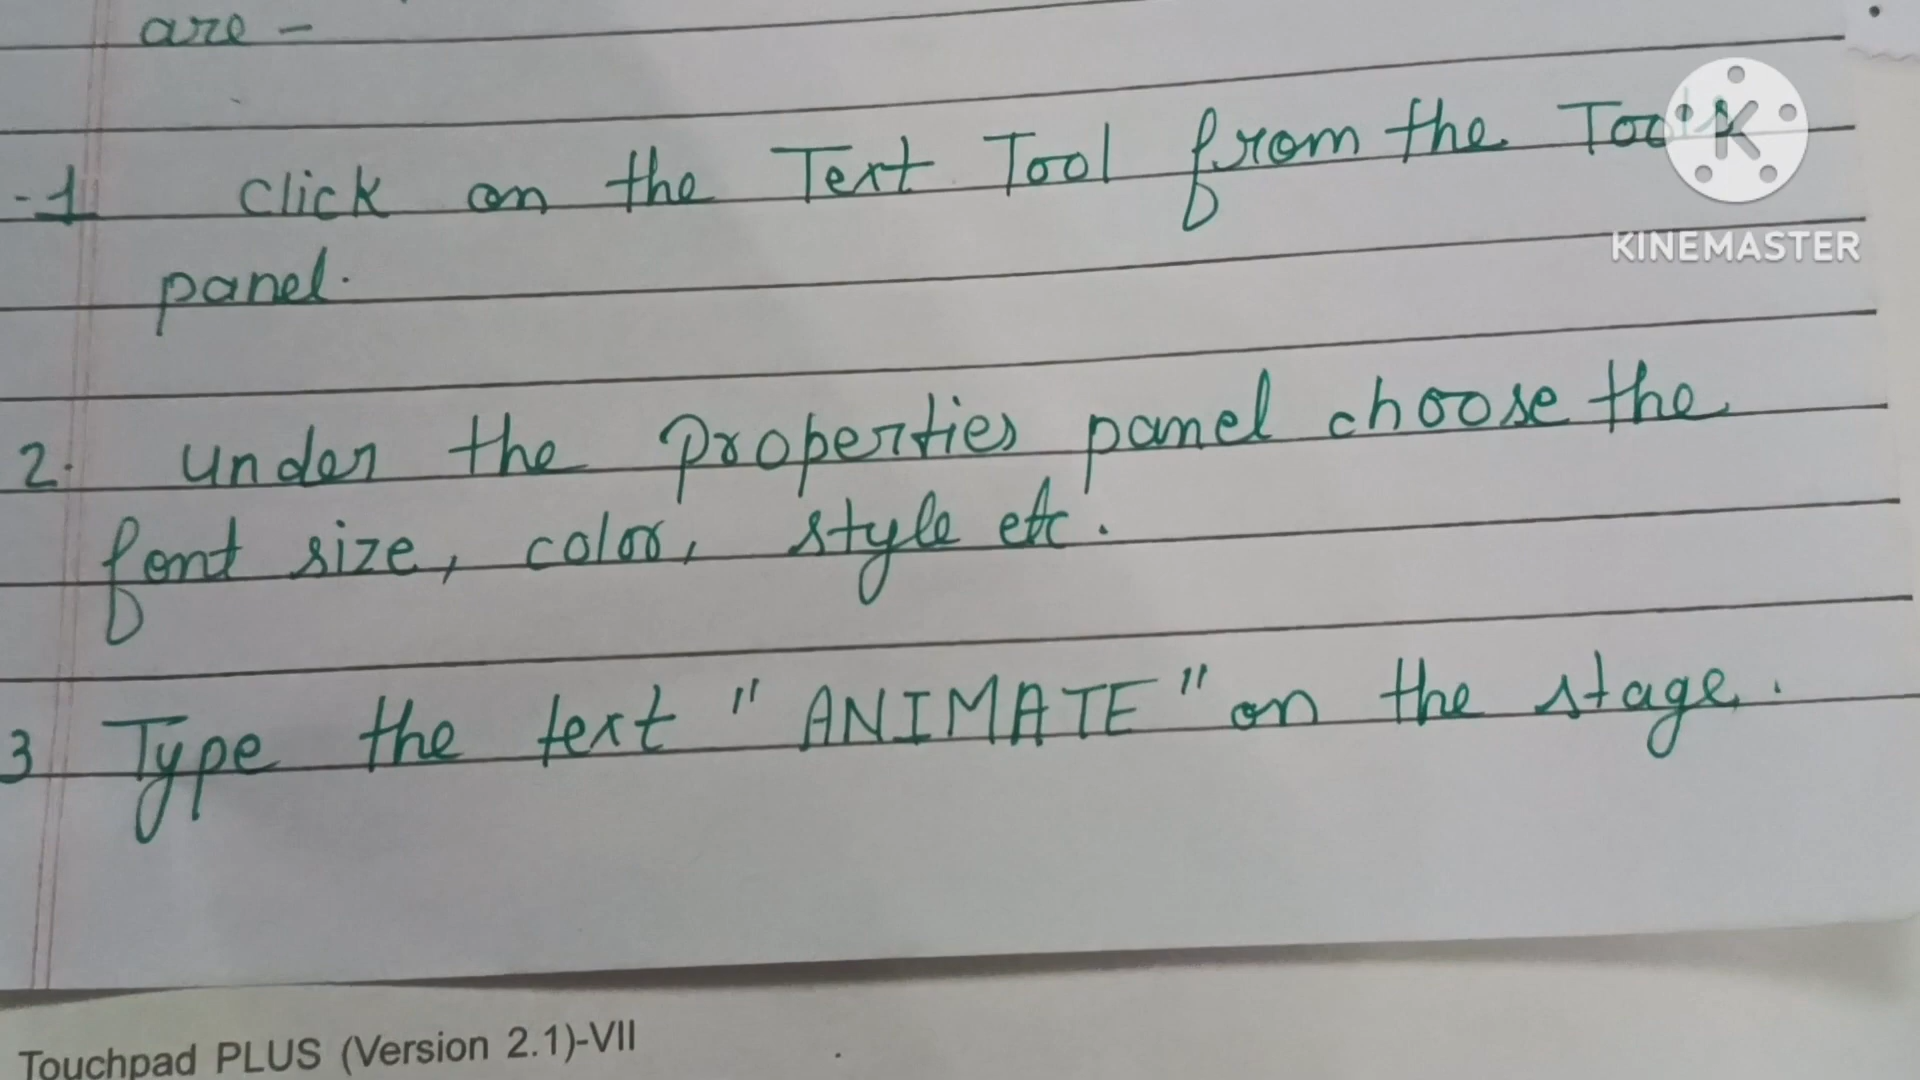 are -
1 click on the Text Tool from the Tools
panel.
2. under the properties panel choose the
font size, color, style etc.
3 Type the text "ANIMATE" on the stage.
Touchpad PLUS (Version 2.1)-VII
K
KINEMASTER